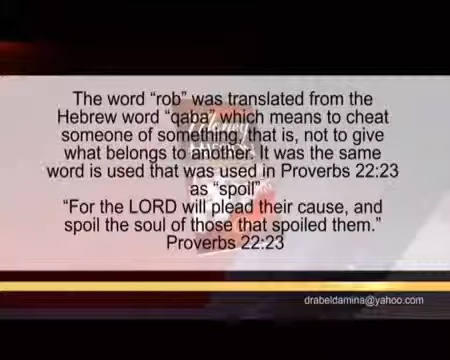 The word “rob” was translated from the
Hebrew word “qaba” which means to cheat
someone of something, that is, not to give
what belongs to another. It was the same
word is used that was used in Proverbs 22:23
as “spoil”.
“For the LORD will plead their cause, and
spoil the soul of those that spoiled them.”
Proverbs 22:23
drabeldamina@yahoo.com